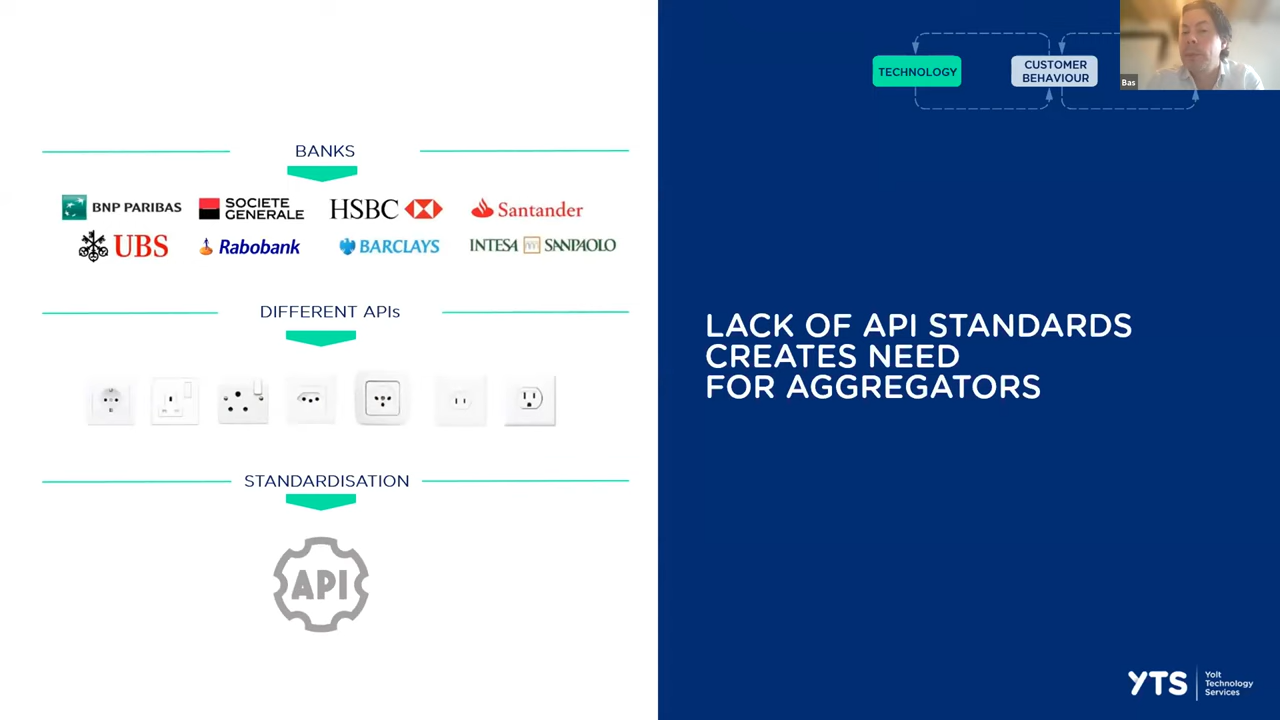 TECHNOLOGY
CUSTOMER
BEHAVIOUR
Bas
BANKS
BNP PARIBAS
SOCIETE
GENERALE
HSBC
Santander
UBS
Rabobank
BARCLAYS
INTESA SANPAOLO
DIFFERENT APIs
STANDARDISATION
API
LACK OF API STANDARDS
CREATES NEED
FOR AGGREGATORS
YTS
Yolt
Technology
Services